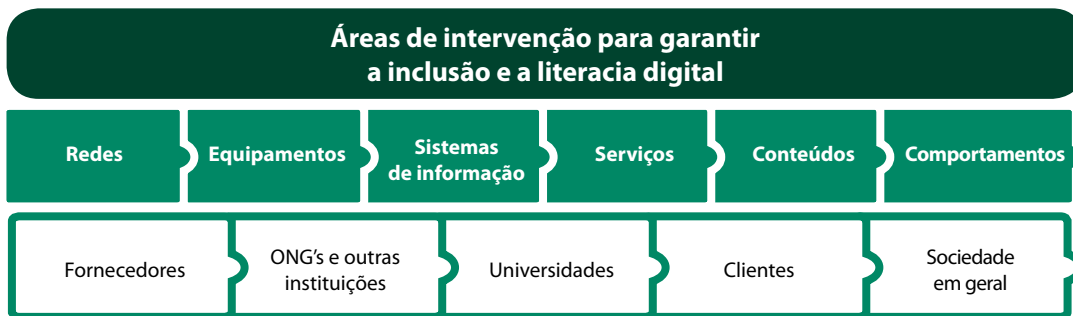 Áreas de intervenção para garantir
a inclusão e a literacia digital
Redes
Equipamentos
Sistemas
de informação
Serviços
Conteúdos
Comportamentos
Fornecedores
ONG's e outras
instituições
Universidades
Clientes
Sociedade
em geral